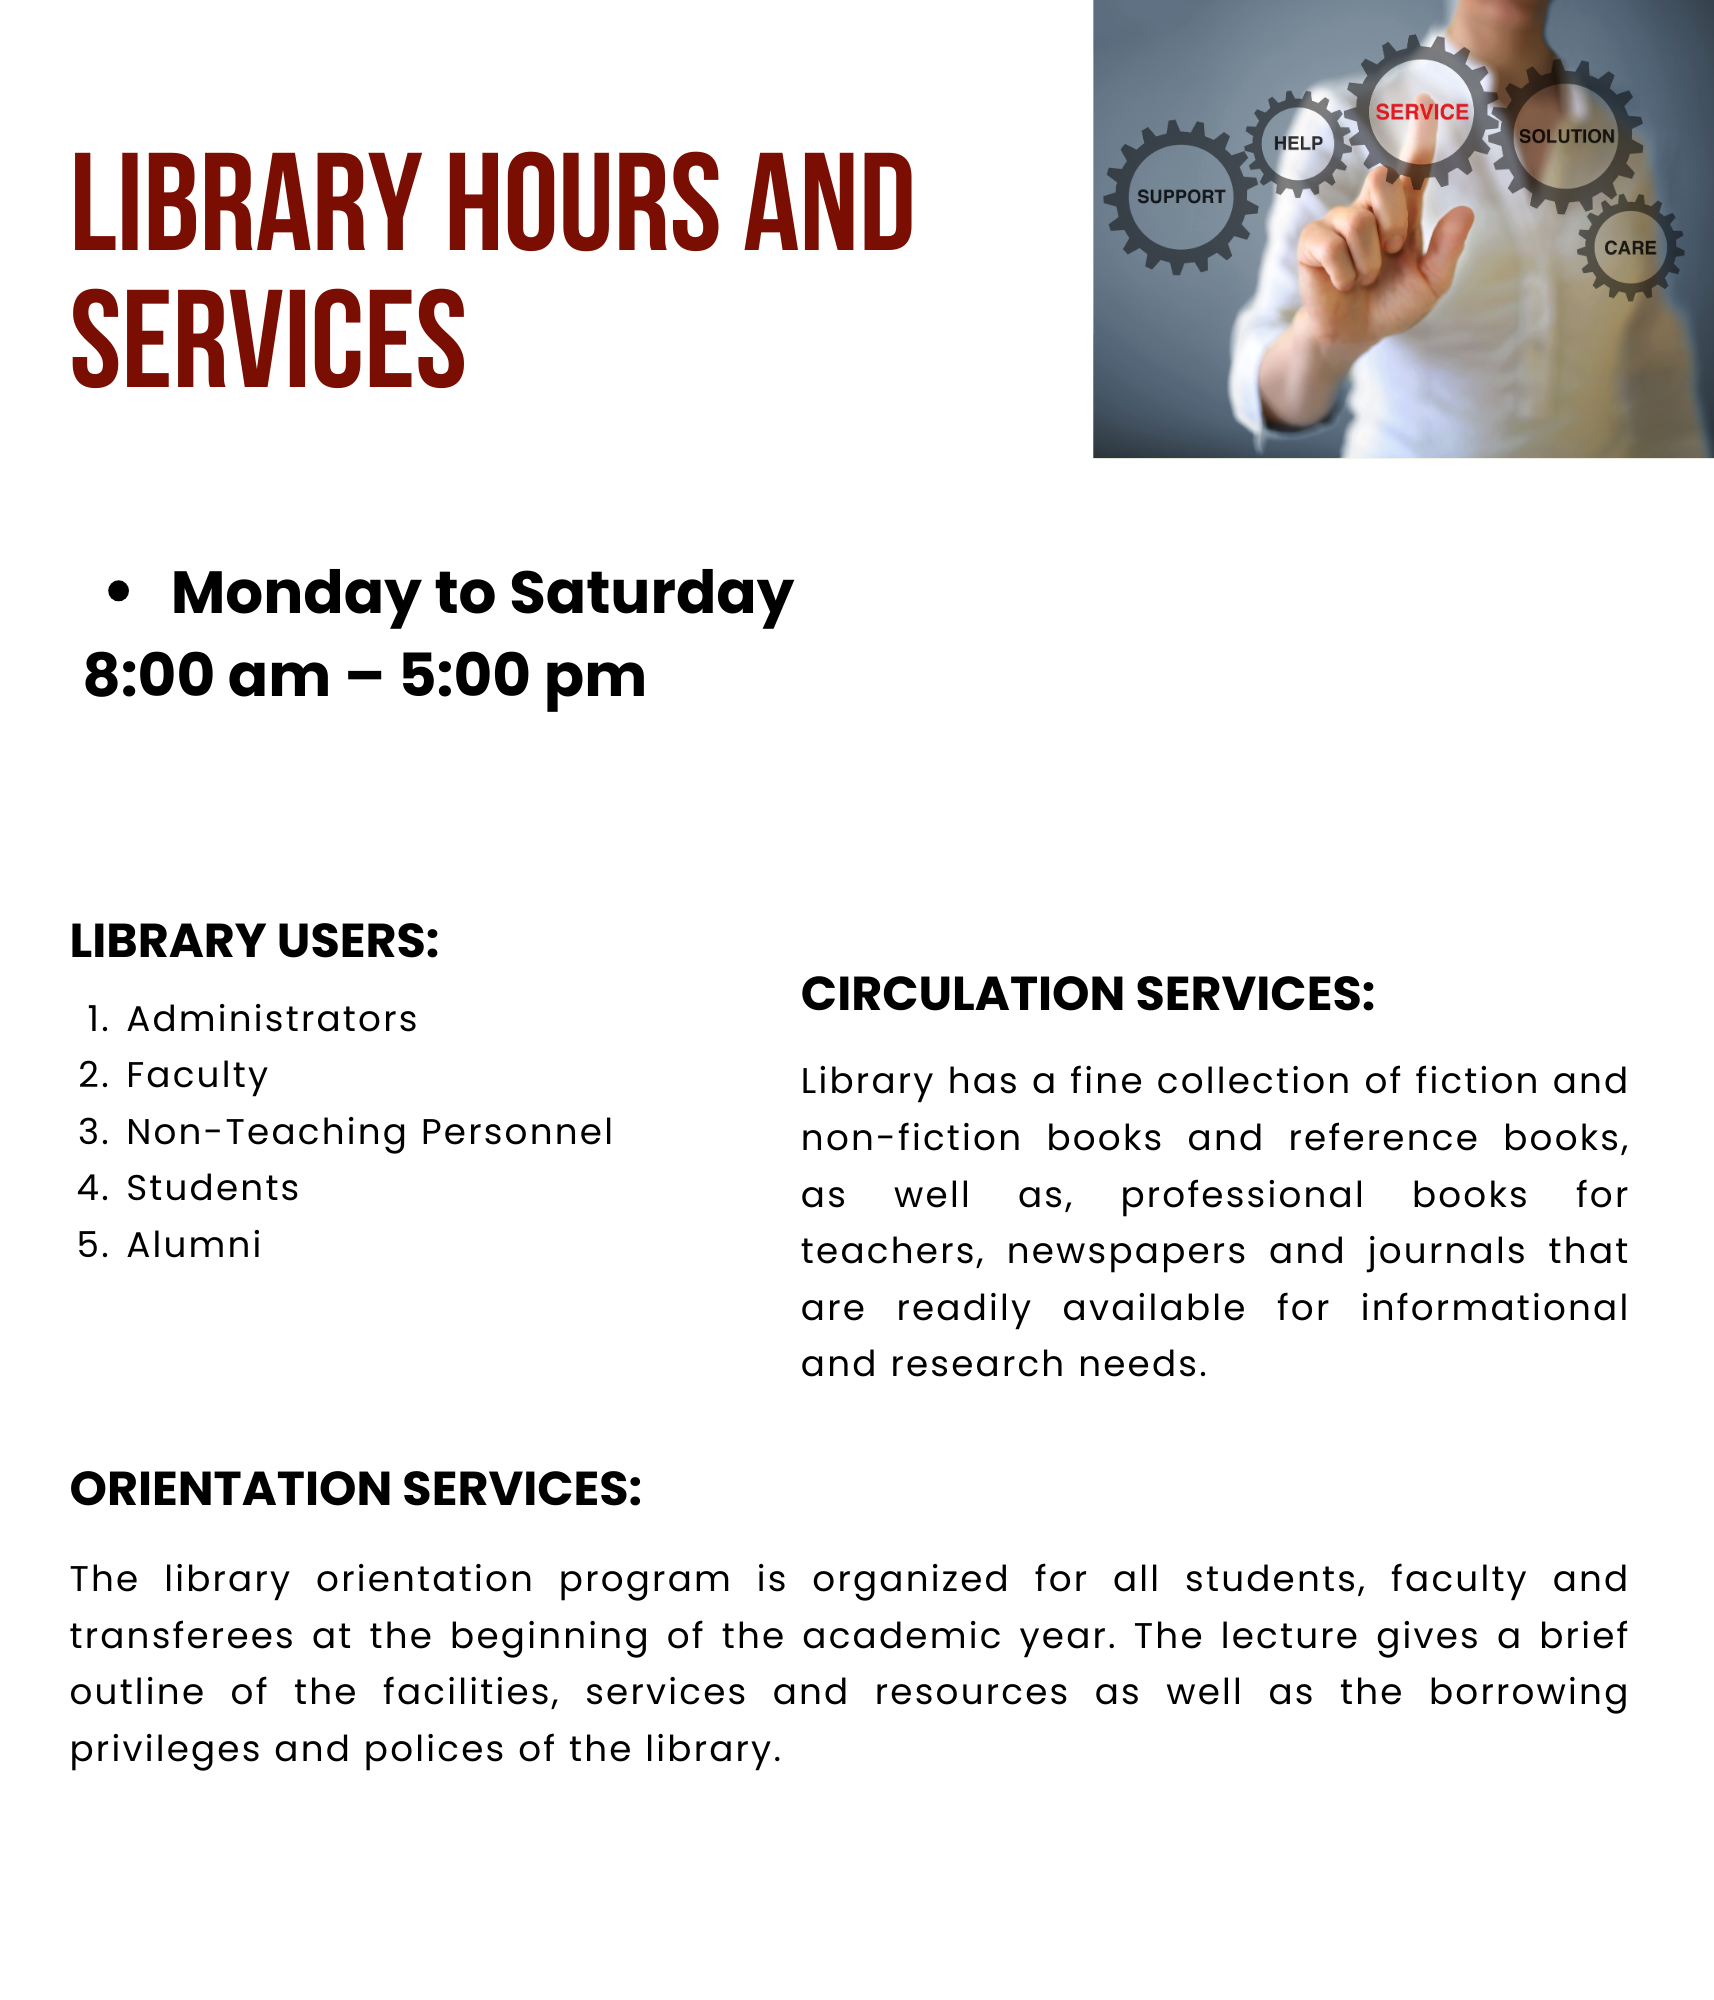 LIBRARY HOURS AND
SERVICES
SUPPORT
HELP
SERVICE
SOLUTION
CARE
• Monday to Saturday
8:00 am – 5:00 pm
LIBRARY USERS:
1. Administrators
2. Faculty
3. Non-Teaching Personnel
4. Students
5. Alumni
CIRCULATION SERVICES:
Library has a fine collection of fiction and
non-fiction books and reference books,
as well as, professional books for
teachers, newspapers and journals that
are readily available for informational
and research needs.
ORIENTATION SERVICES:
The library orientation program is organized for all students, faculty and
transferees at the beginning of the academic year. The lecture gives a brief
outline of the facilities, services and resources as well as the borrowing
privileges and polices of the library.